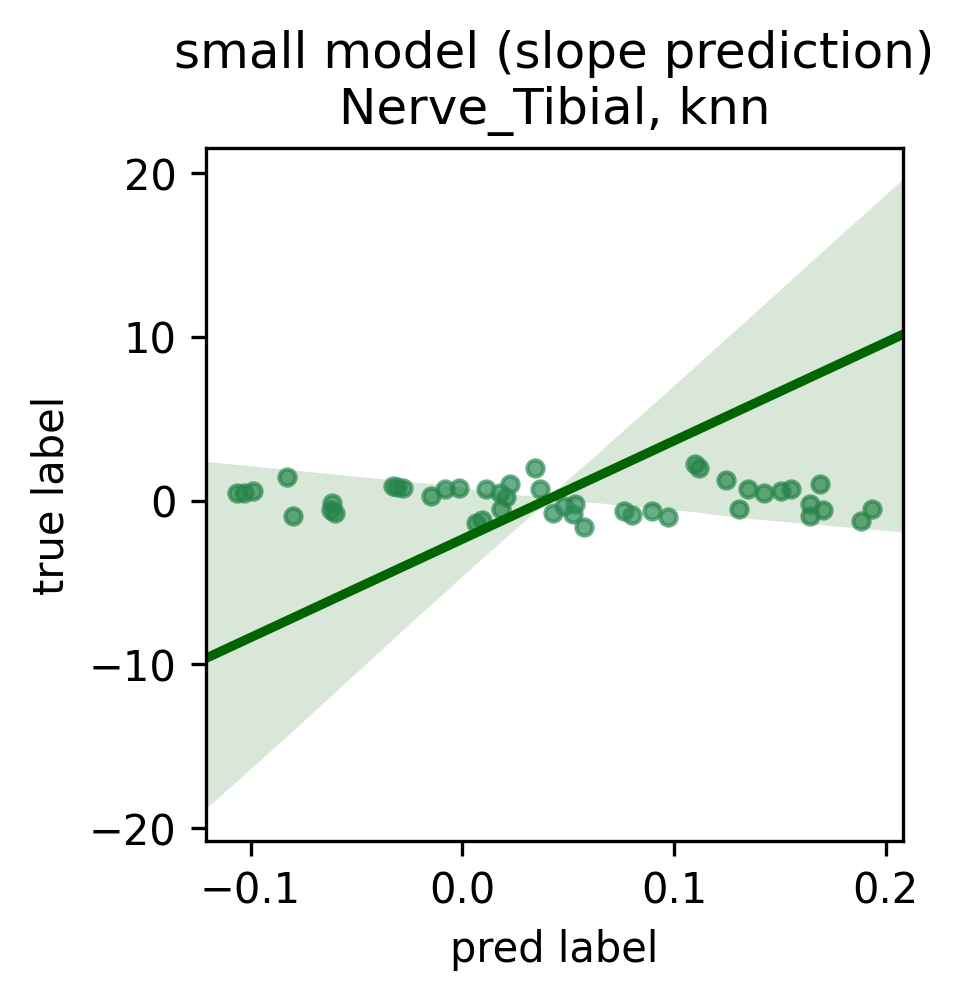 small model (slope prediction)
Nerve_Tibial, knn
20
10
0
−10
−20
true label
−0.1
0.0
0.1
0.2
pred label